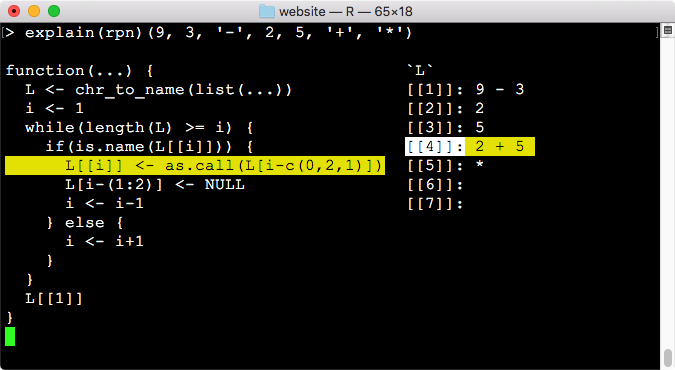 website — R — 65×18
> explain(rpn)(9, 3, '-', 2, 5, '+', '*')
function(...) {
  L <- chr_to_name(list(...))
  i <- 1
  while(length(L) >= i) {
    if(is.name(L[[i]])) {
      L[[i]] <- as.call(L[i-c(0,2,1)])
      L[i-(1:2)] <- NULL
      i <- i-1
    } else {
      i <- i+1
    }
  }
  L[[1]]
}
`L`
[[1]]: 9 - 3
[[2]]: 2
[[3]]: 5
[[4]]: 2 + 5
[[5]]: *
[[6]]:
[[7]]: